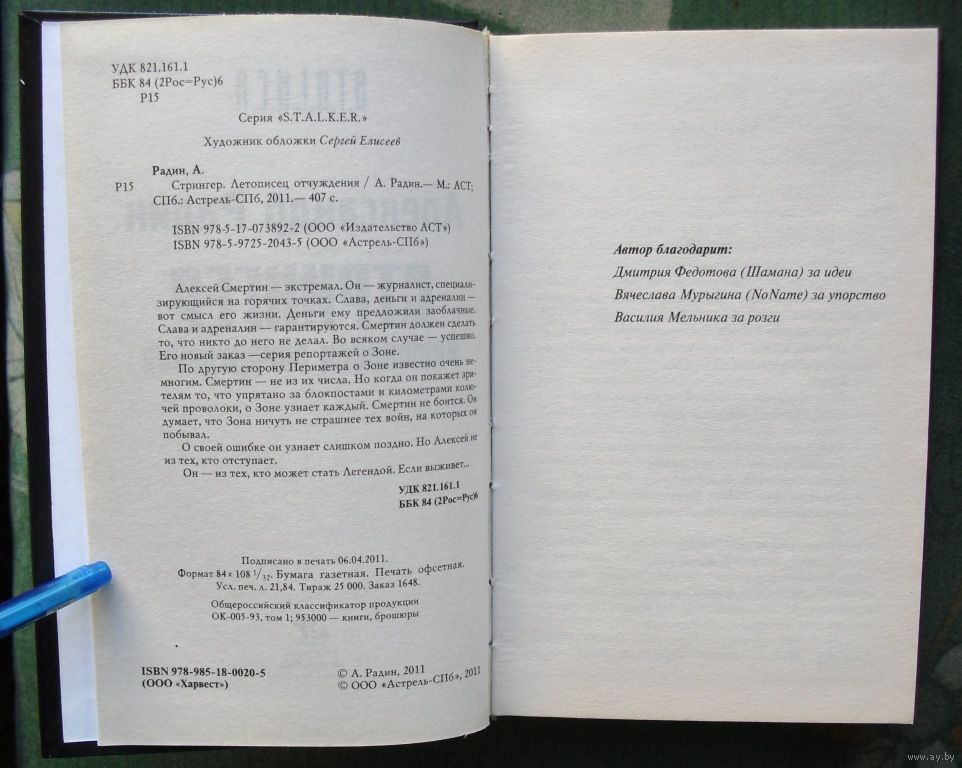 УДК 821.161.1
ББК 84 (2Рос=Рус)6
Р15
Серия «S.T.A.L.K.E.R.»
Художник обложки Сергей Елисеев
Радин, А.
Р15 Стрингер. Летописец отчуждения / А. Радин.— М.: АСТ;
СПб.: Астрель-СПб, 2011.— 407 с.
ISBN 978-5-17-073892-2 (ООО «Издательство АСТ»)
ISBN 978-5-9725-2043-5 (ООО «Астрель-СПб»)
Алексей Смертин — экстремал. Он — журналист, специали-
зирующийся на горячих точках. Слава, деньги и адреналин —
вот смысл его жизни. Деньги ему предложили заоблачные.
Слава и адреналин — гарантируются. Смертин должен сделать
то, что никто до него не делал. Во всяком случае — успешно.
Его новый заказ —серия репортажей о Зоне.
По другую сторону Периметра о Зоне известно очень не-
многим. Смертин — не из их числа. Но когда он покажет зри-
телям то, что упрятано за блокпостами и километрами колю-
чей проволоки, о Зоне узнает каждый. Смертин не боится. Он
думает, что Зона ничуть не страшнее тех войн, на которых он
побывал.
О своей ошибке он узнает слишком поздно. Но Алексей не
из тех, кто отступает.
Он — из тех, кто может стать Легендой. Если выживет...
УДК 821.161.1
ББК 84 (2Рос=Рус)6
Подписано в печать 06.04.2011.
Формат 84×108 1/32. Бумага газетная. Печать офсетная.
Усл. печ. л. 21,84. Тираж 25 000. Заказ 1648.
Общероссийский классификатор продукции
ОК-005-93, том 1; 953000 — книги, брошюры
ISBN 978-985-18-0020-5
(ООО «Харвест»)
© А. Радин, 2011
© ООО «Астрель-СПб», 2011
Автор благодарит:
Дмитрия Федотова (Шамана) за идеи
Вячеслава Мурыгина (NoName) за упорство
Василия Мельника за розги
www.ay.by